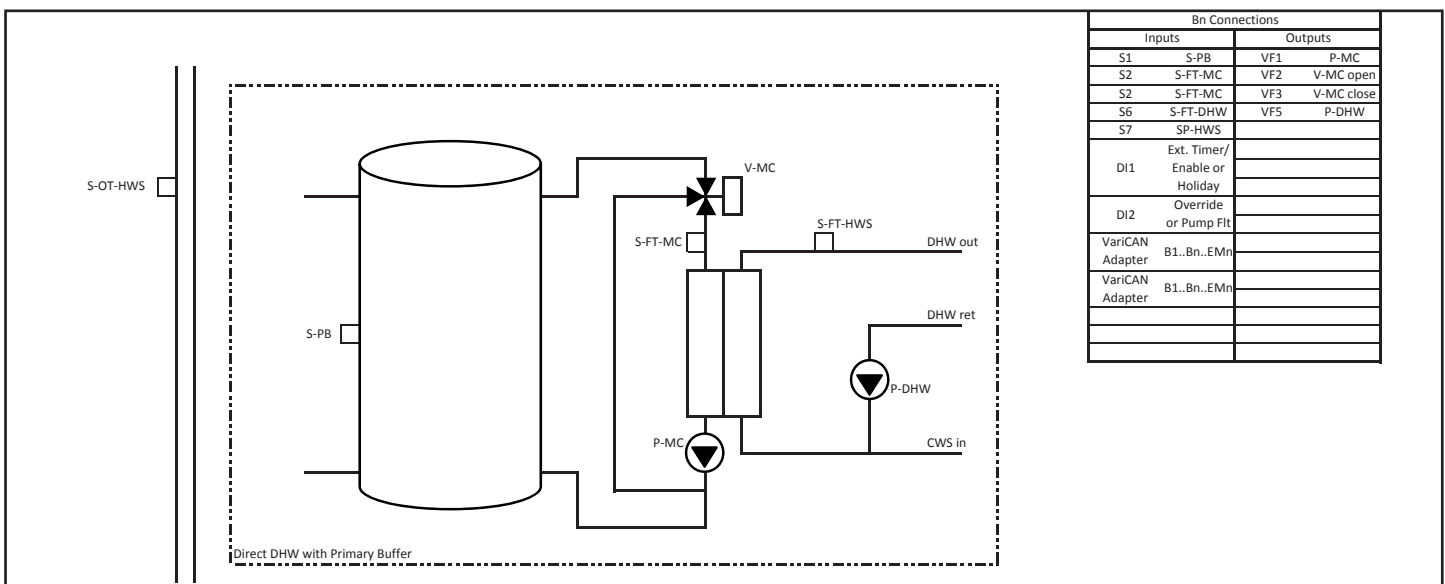 Bn Connections
Inputs Outputs
S1 S-PB VF1 P-MC
S2 S-FT-MC VF2 V-MC open
S2 S-FT-MC VF3 V-MC close
S6 S-FT-DHW VF5 P-DHW
S7 SP-HWS
DI1 Ext. Timer/
Enable or
Holiday
DI2 Override
or Pump Flt
VariCAN
Adapter B1..Bn..EMn
VariCAN
Adapter B1..Bn..EMn
S-OT-HWS
V-MC
S-FT-HWS
S-FT-MC
DHW out
DHW ret
S-PB
P-DHW
P-MC
CWS in
Direct DHW with Primary Buffer